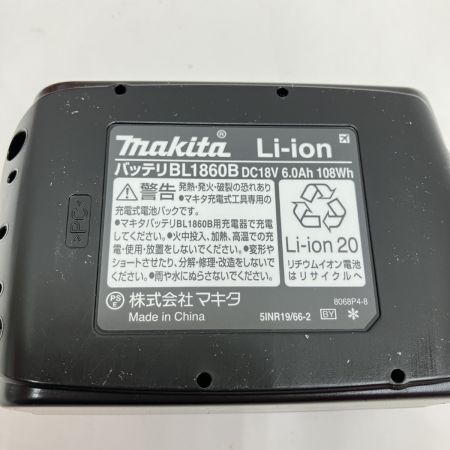 makita® Li-ion
バッテリBL1860B DC18V 6.0Ah 108Wh
警告 発熱・発火・破裂の恐れあり
●マキタ充電式工具専用の
充電式電池パックです。
●マキタバッテリBL1860B用充電器で充電
してください。●火中投入、加熱、高温での充
電・使用・放置をしないでください。●変形や
ショートさせたり、分解・修理・改造をしないで
ください。●雨や水にぬらさないでください。
Li-ion 20
リチウムイオン電池
はリサイクルへ
PS
E
株式会社マキタ
Made in China
5INR19/66-2
8068P4-8
BY
>PC<